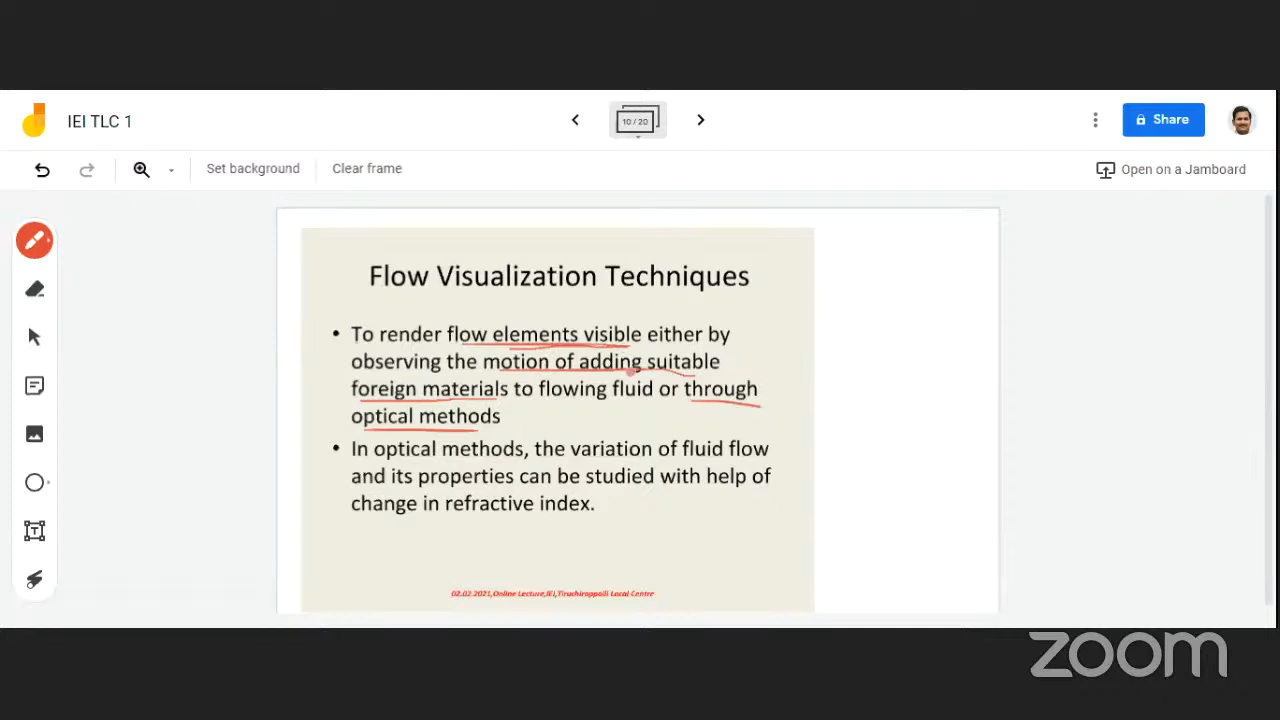 IEI TLC 1
10 / 20
Share
Set background
Clear frame
Open on a Jamboard
Flow Visualization Techniques
• To render flow elements visible either by
observing the motion of adding suitable
foreign materials to flowing fluid or through
optical methods
• In optical methods, the variation of fluid flow
and its properties can be studied with help of
change in refractive index.
02.02.2021,Online Lecture,IEI,Tiruchirappalli Local Centre
zoom